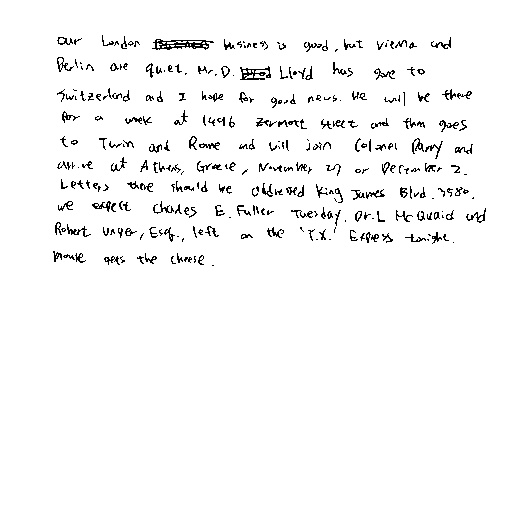 Our London business is good, but Vienna and
Berlin are quiet. Mr. D. Lloyd has gone to
Switzerland and I hope for good news. He will be there
for a week at 1496 Zermott street and then goes
to Turin and Rome and will join Colonel Parry and
arrive at Athens, Greece, November 27 or December 2.
Letters there should be addressed King James Blvd. 3580.
We expect Charles E. Fuller Tuesday. Dr. L McQuaid and
Robert Unger, Esq., left on the 'Y.X.' Express tonight.
Mouse gets the cheese.